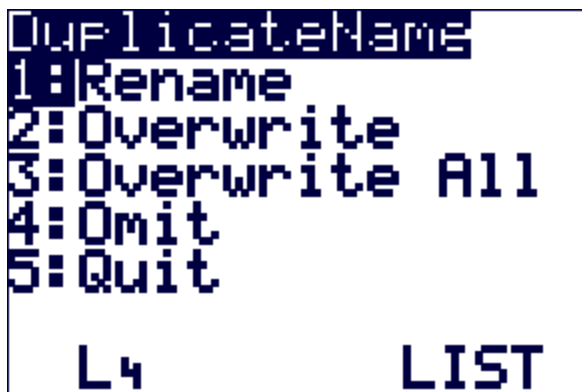 DuplicateName
1:Rename
2:Overwrite
3:Overwrite All
4:Omit
5:Quit
L₄ LIST